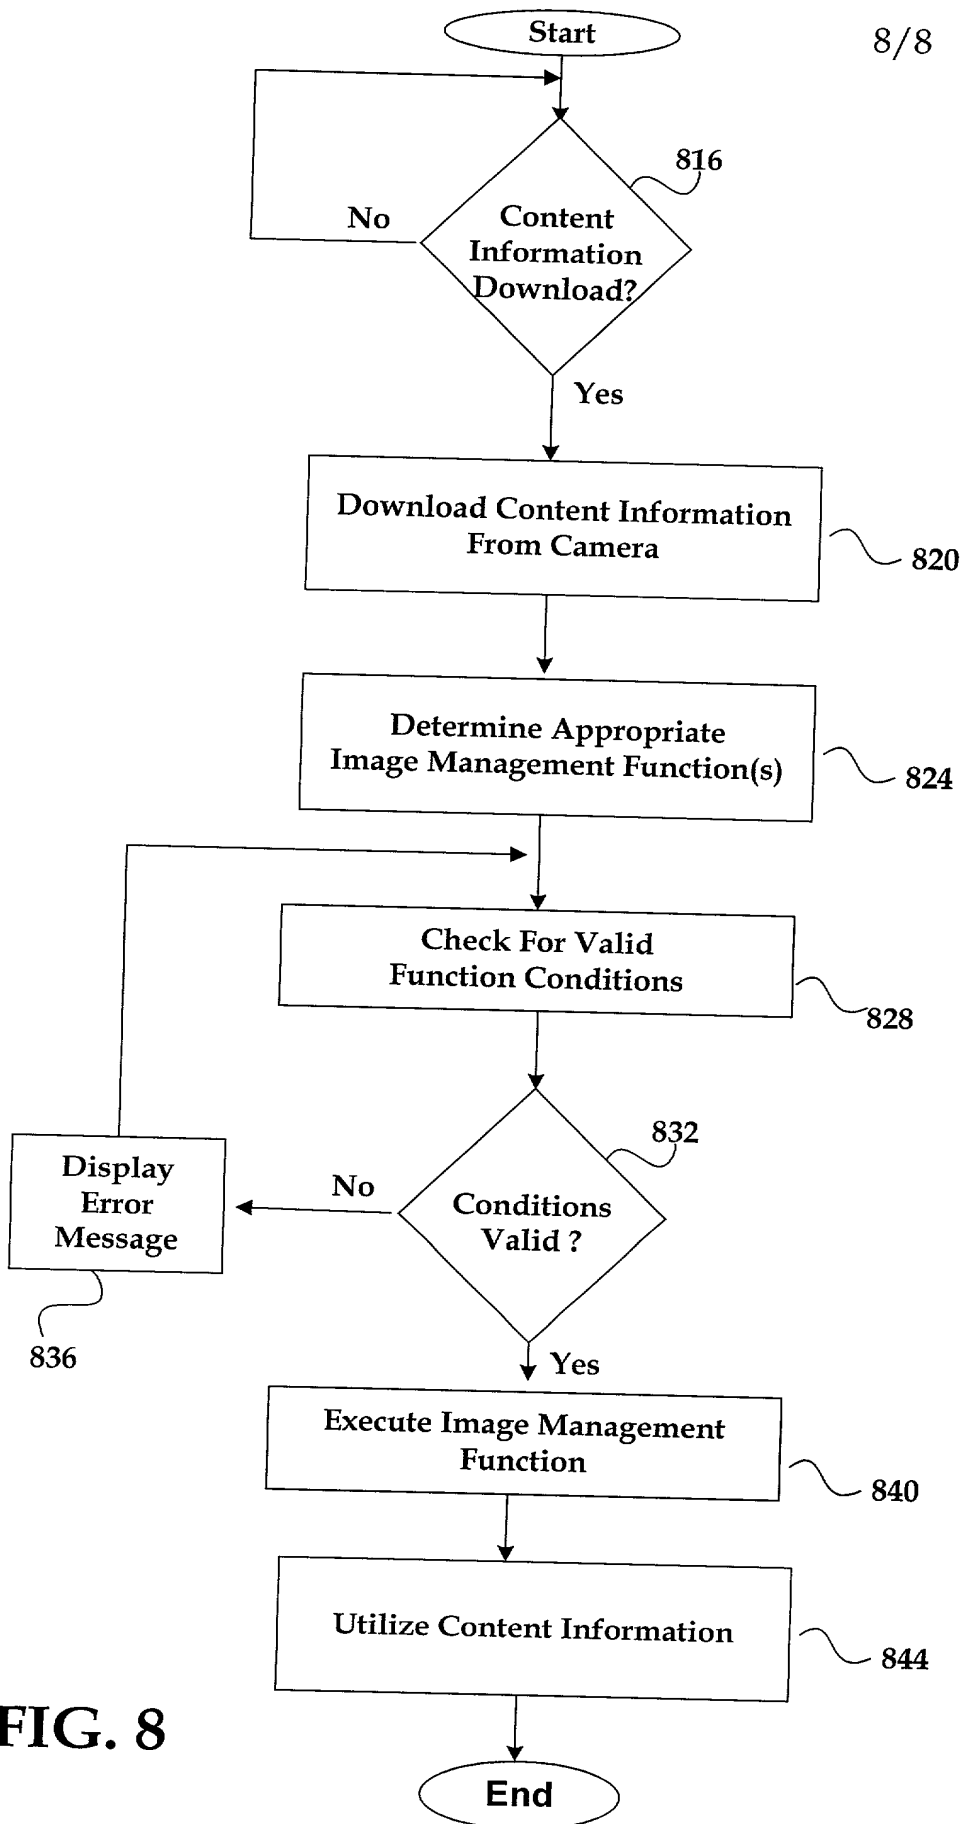 Start
8/8
816
No
Content
Information
Download?
Yes
Download Content Information
From Camera
820
Determine Appropriate
Image Management Function(s)
824
Check For Valid
Function Conditions
828
832
Display
Error
Message
No
Conditions
Valid ?
836
Yes
Execute Image Management
Function
840
Utilize Content Information
844
FIG. 8
End